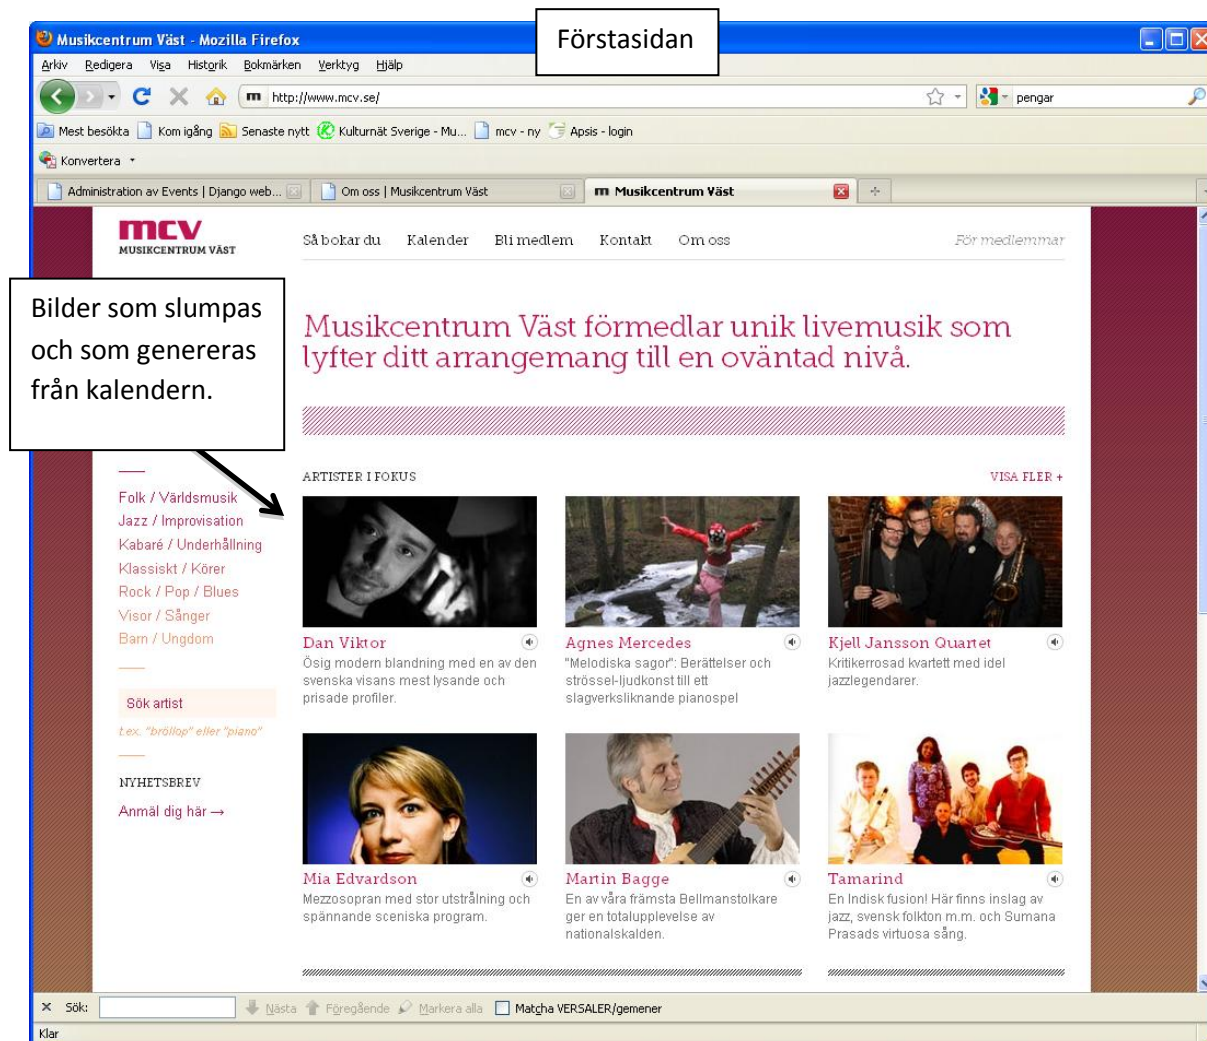 Förstasidan
Musikcentrum Väst - Mozilla Firefox
Arkiv Redigera Visa Historik Bokmärken Verktyg Hjälp
http://www.mcv.se/
pengar
Mest besökta Kom igång Senaste nytt Kulturnät Sverige - Mu... mcv - ny Apsis - login
Konvertera
Administration av Events | Django web... Om oss | Musikcentrum Väst m Musikcentrum Väst
mcv
MUSIKCENTRUM VÄST
Så bokar du Kalender Bli medlem Kontakt Om oss För medlemmar
Bilder som slumpas
och som genereras
från kalendern.
Musikcentrum Väst förmedlar unik livemusik som
lyfter ditt arrangemang till en oväntad nivå.
Folk / Världsmusik
Jazz / Improvisation
Kabaré / Underhållning
Klassiskt / Körer
Rock / Pop / Blues
Visor / Sånger
Barn / Ungdom
Sök artist
t.ex. "bröllop" eller "piano"
NYHETSBREV
Anmäl dig här →
ARTISTER I FOKUS VISA FLER +
Dan Viktor
Ösig modern blandning med en av den
svenska visans mest lysande och
prisade profiler.
Agnes Mercedes
"Melodiska sagor": Berättelser och
strössel-ljudkonst till ett
slagverksliknande pianospel
Kjell Jansson Quartet
Kritikerrosad kvartett med idel
jazzlegendarer.
Mia Edvardson
Mezzosopran med stor utstrålning och
spännande sceniska program.
Martin Bagge
En av våra främsta Bellmanstolkare
ger en totalupplevelse av
nationalskalden.
Tamarind
En Indisk fusion! Här finns inslag av
jazz, svensk folkton m.m. och Sumana
Prasads virtuosa sång.
Sök: Nästa Föregående Markera alla Matcha VERSALER/gemener
Klar